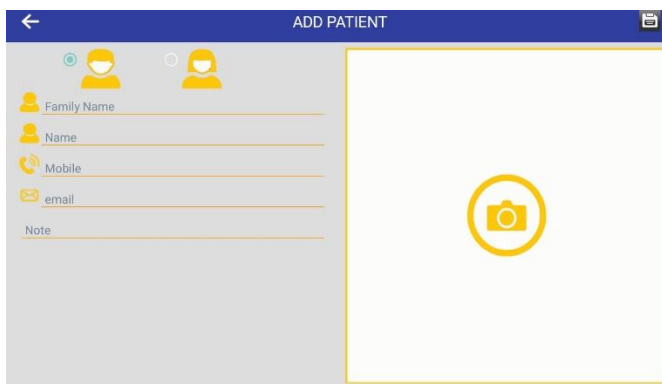 ADD PATIENT
Family Name
Name
Mobile
email
Note